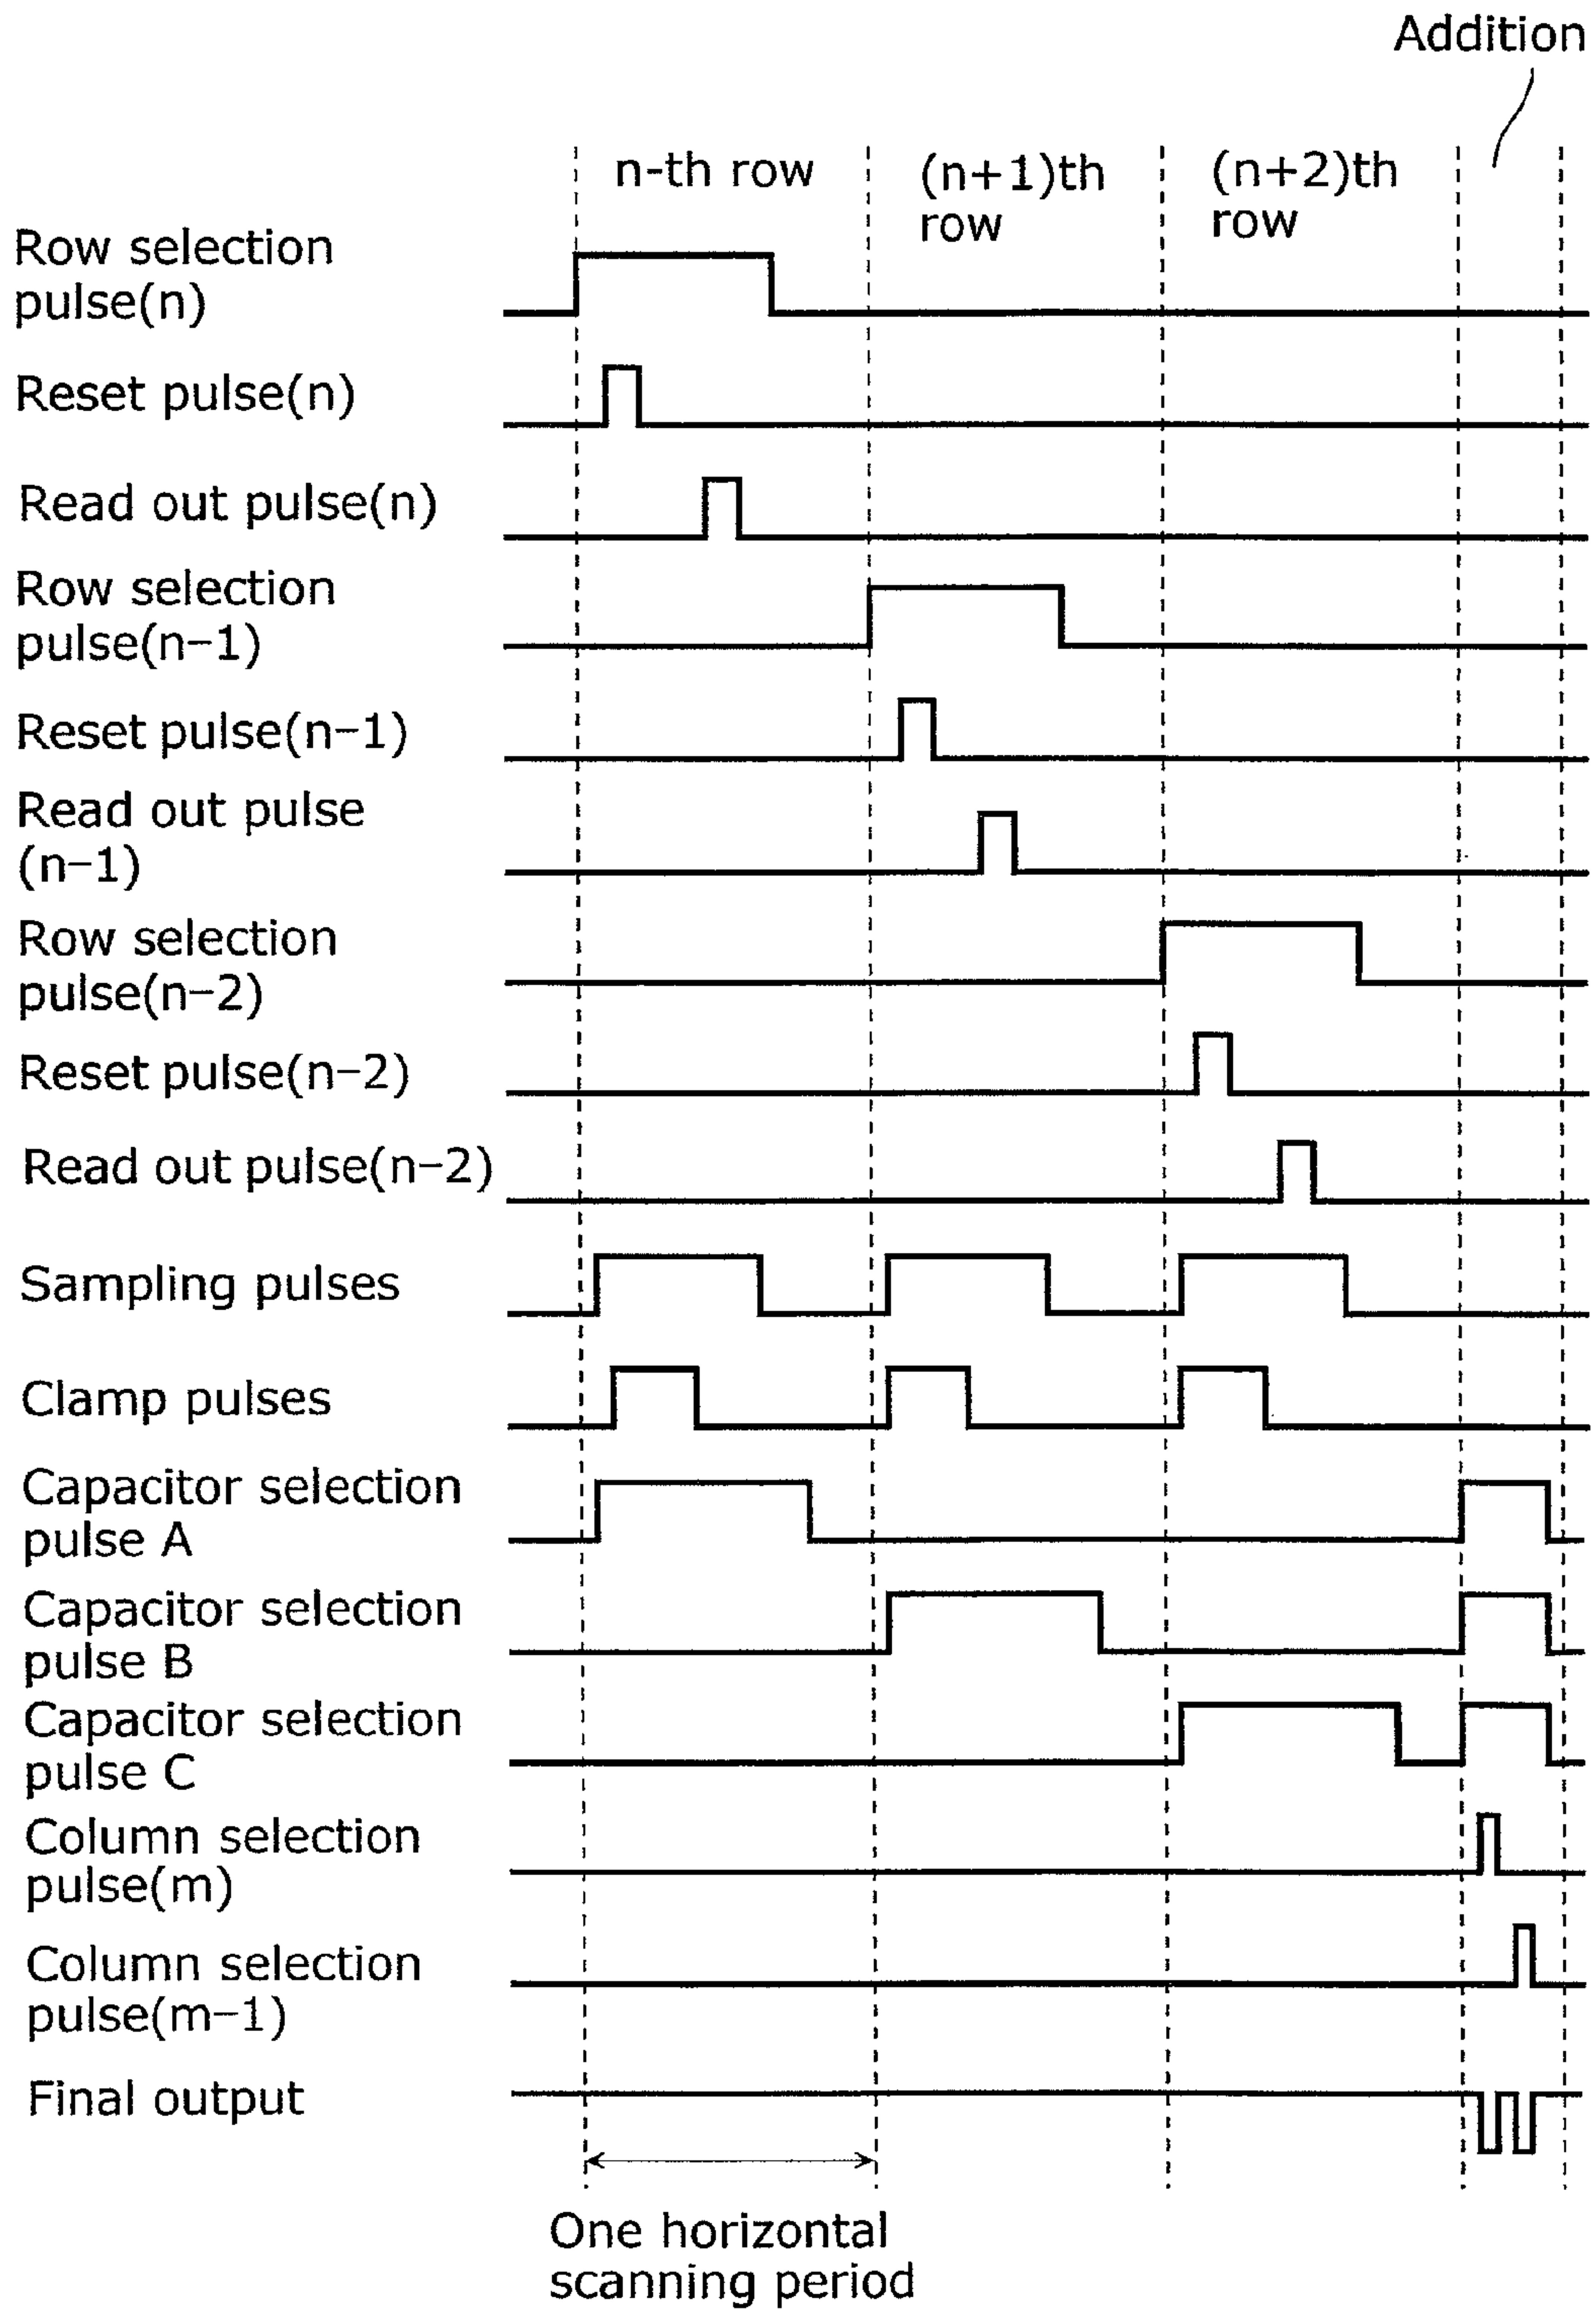 Addition
n-th row
(n+1)th
row
(n+2)th
row
Row selection
pulse(n)
Reset pulse(n)
Read out pulse(n)
Row selection
pulse(n−1)
Reset pulse(n−1)
Read out pulse
(n−1)
Row selection
pulse(n−2)
Reset pulse(n−2)
Read out pulse(n−2)
Sampling pulses
Clamp pulses
Capacitor selection
pulse A
Capacitor selection
pulse B
Capacitor selection
pulse C
Column selection
pulse(m)
Column selection
pulse(m−1)
Final output
One horizontal
scanning period